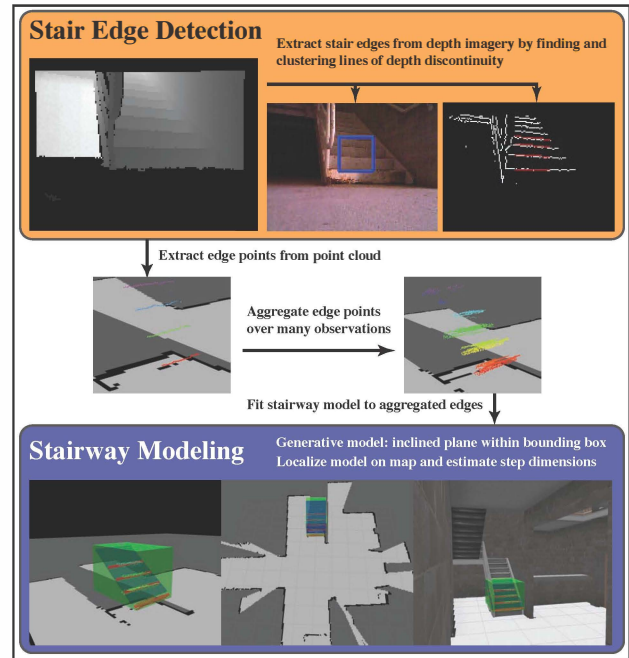 Stair Edge Detection
Extract stair edges from depth imagery by finding and
clustering lines of depth discontinuity
Extract edge points from point cloud
Aggregate edge points
over many observations
Fit stairway model to aggregated edges
Stairway Modeling
Generative model: inclined plane within bounding box
Localize model on map and estimate step dimensions